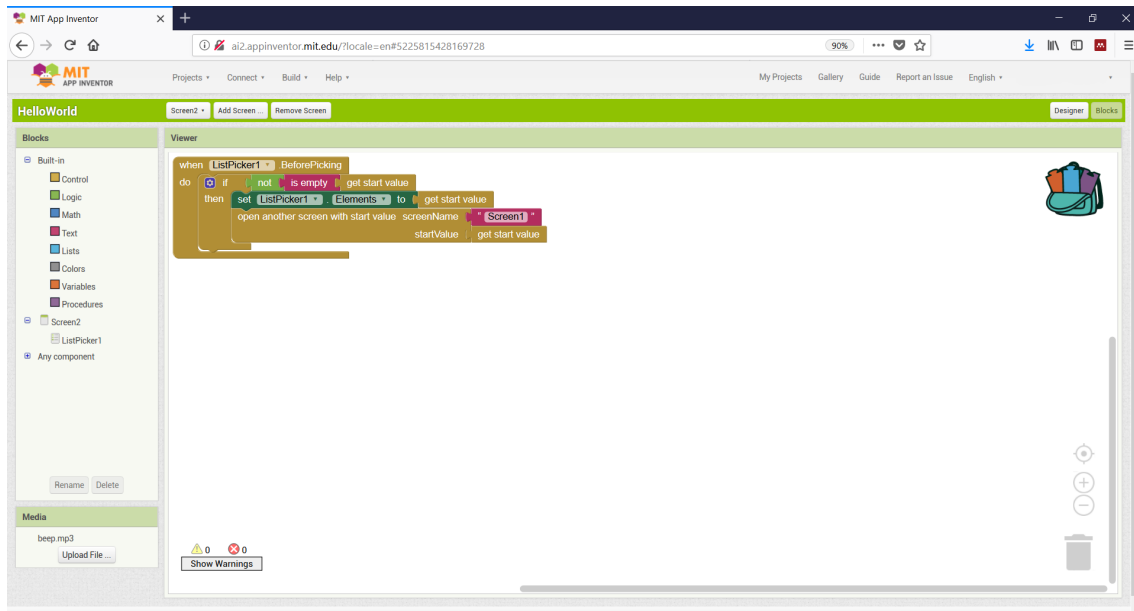 MIT App Inventor
ai2.appinventor.mit.edu/?locale=en#5225815428169728
90%
MIT
APP INVENTOR
Projects
Connect
Build
Help
My Projects
Gallery
Guide
Report an Issue
English
HelloWorld
Screen2
Add Screen ...
Remove Screen
Designer
Blocks
Blocks
Viewer
Built-in
Control
Logic
Math
Text
Lists
Colors
Variables
Procedures
Screen2
ListPicker1
Any component
Rename
Delete
Media
beep.mp3
Upload File ...
when ListPicker1 . BeforePicking
do if not is empty get start value
then set ListPicker1 . Elements to get start value
open another screen with start value screenName " Screen1 "
startValue get start value
0 0
Show Warnings